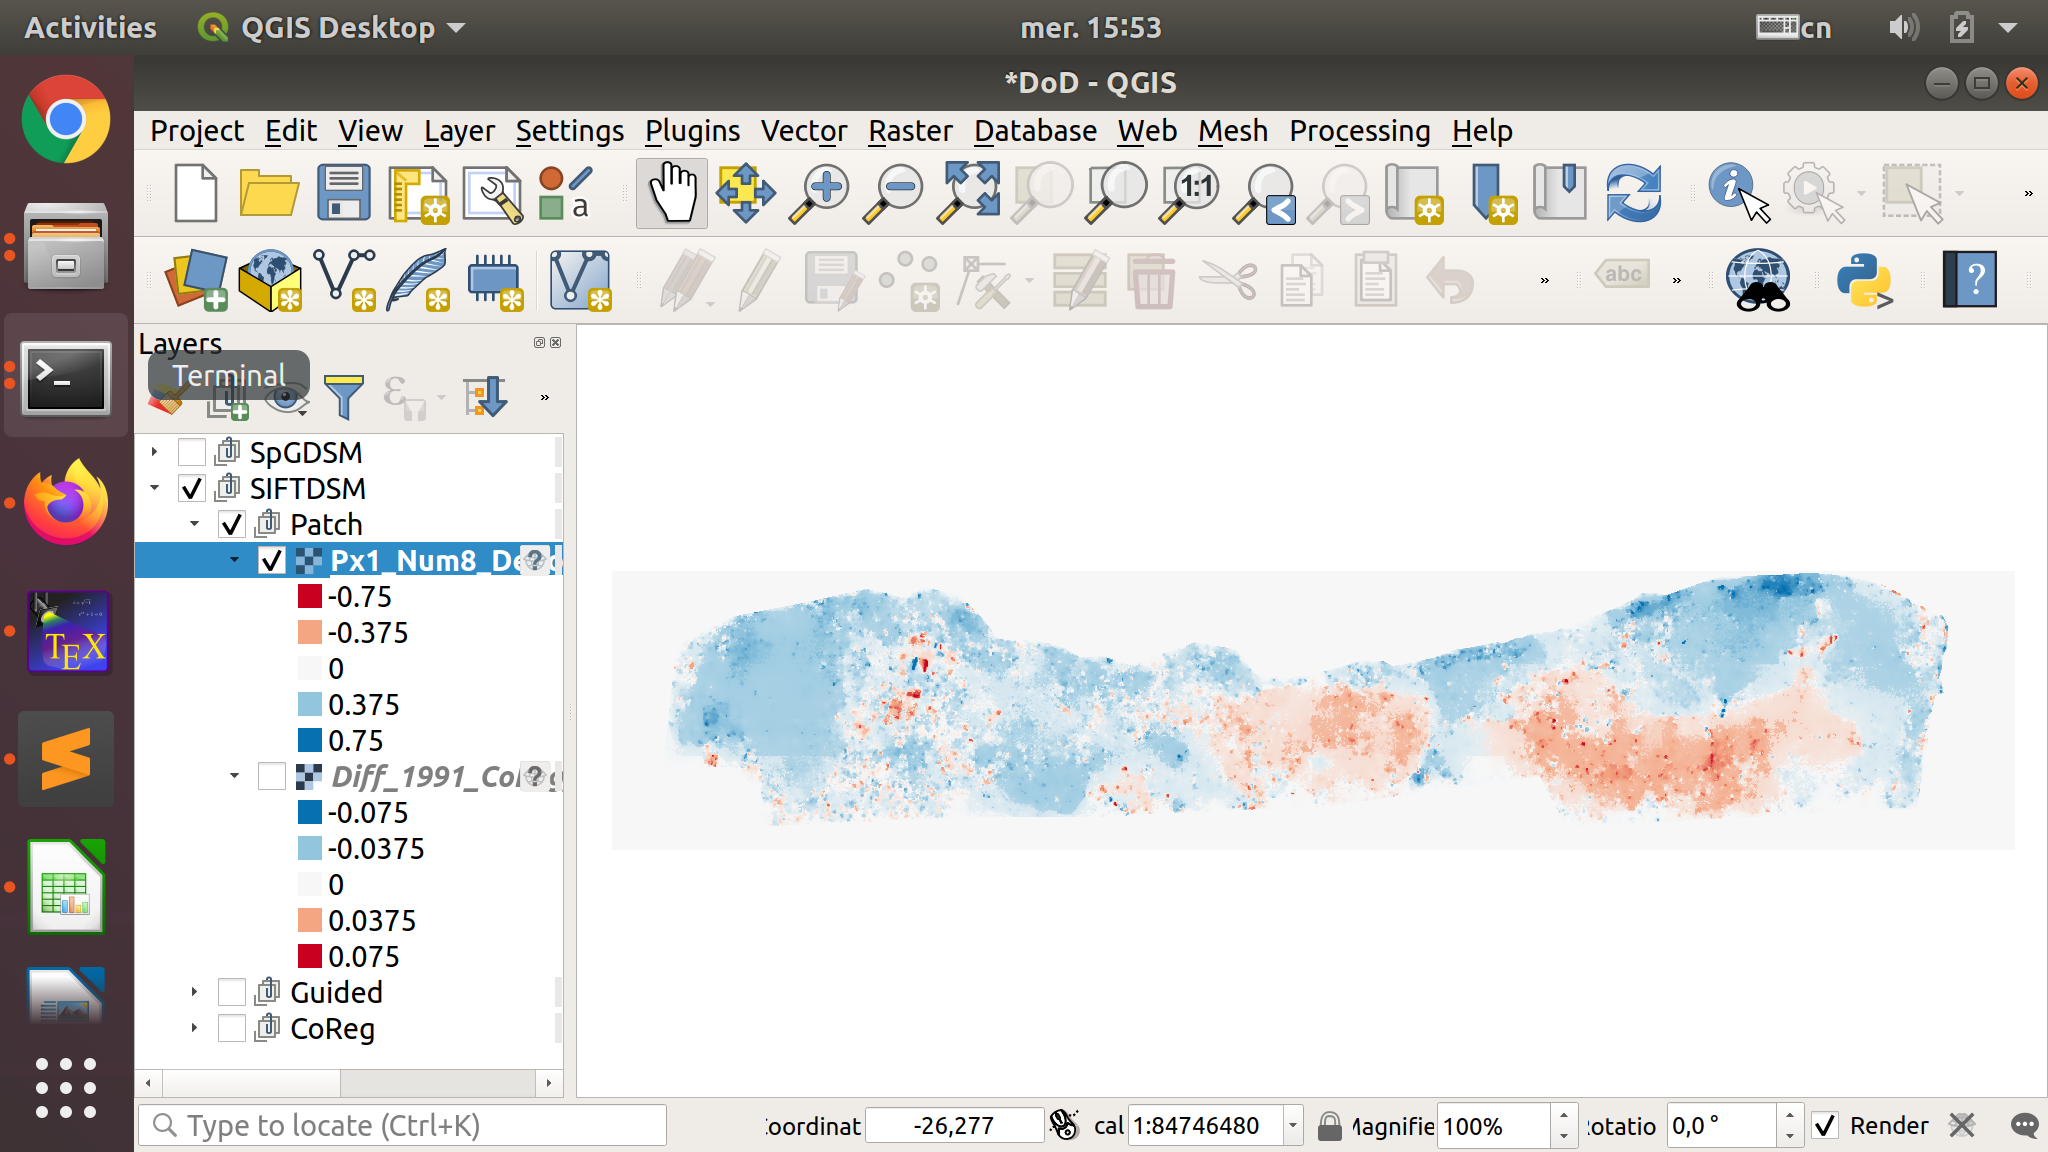 Activities QGIS Desktop mer. 15:53 cn
*DoD - QGIS
Project Edit View Layer Settings Plugins Vector Raster Database Web Mesh Processing Help
1:1
a
abc
Layers
Terminal
SpGDSM
SIFTDSM
Patch
Px1_Num8_De
-0.75
-0.375
0
0.375
0.75
Diff_1991_Co
-0.075
-0.0375
0
0.0375
0.075
Guided
CoReg
TEX
Type to locate (Ctrl+K) oordinat -26,277 cal 1:84746480 Magnifie 100% otatio 0,0 ° Render